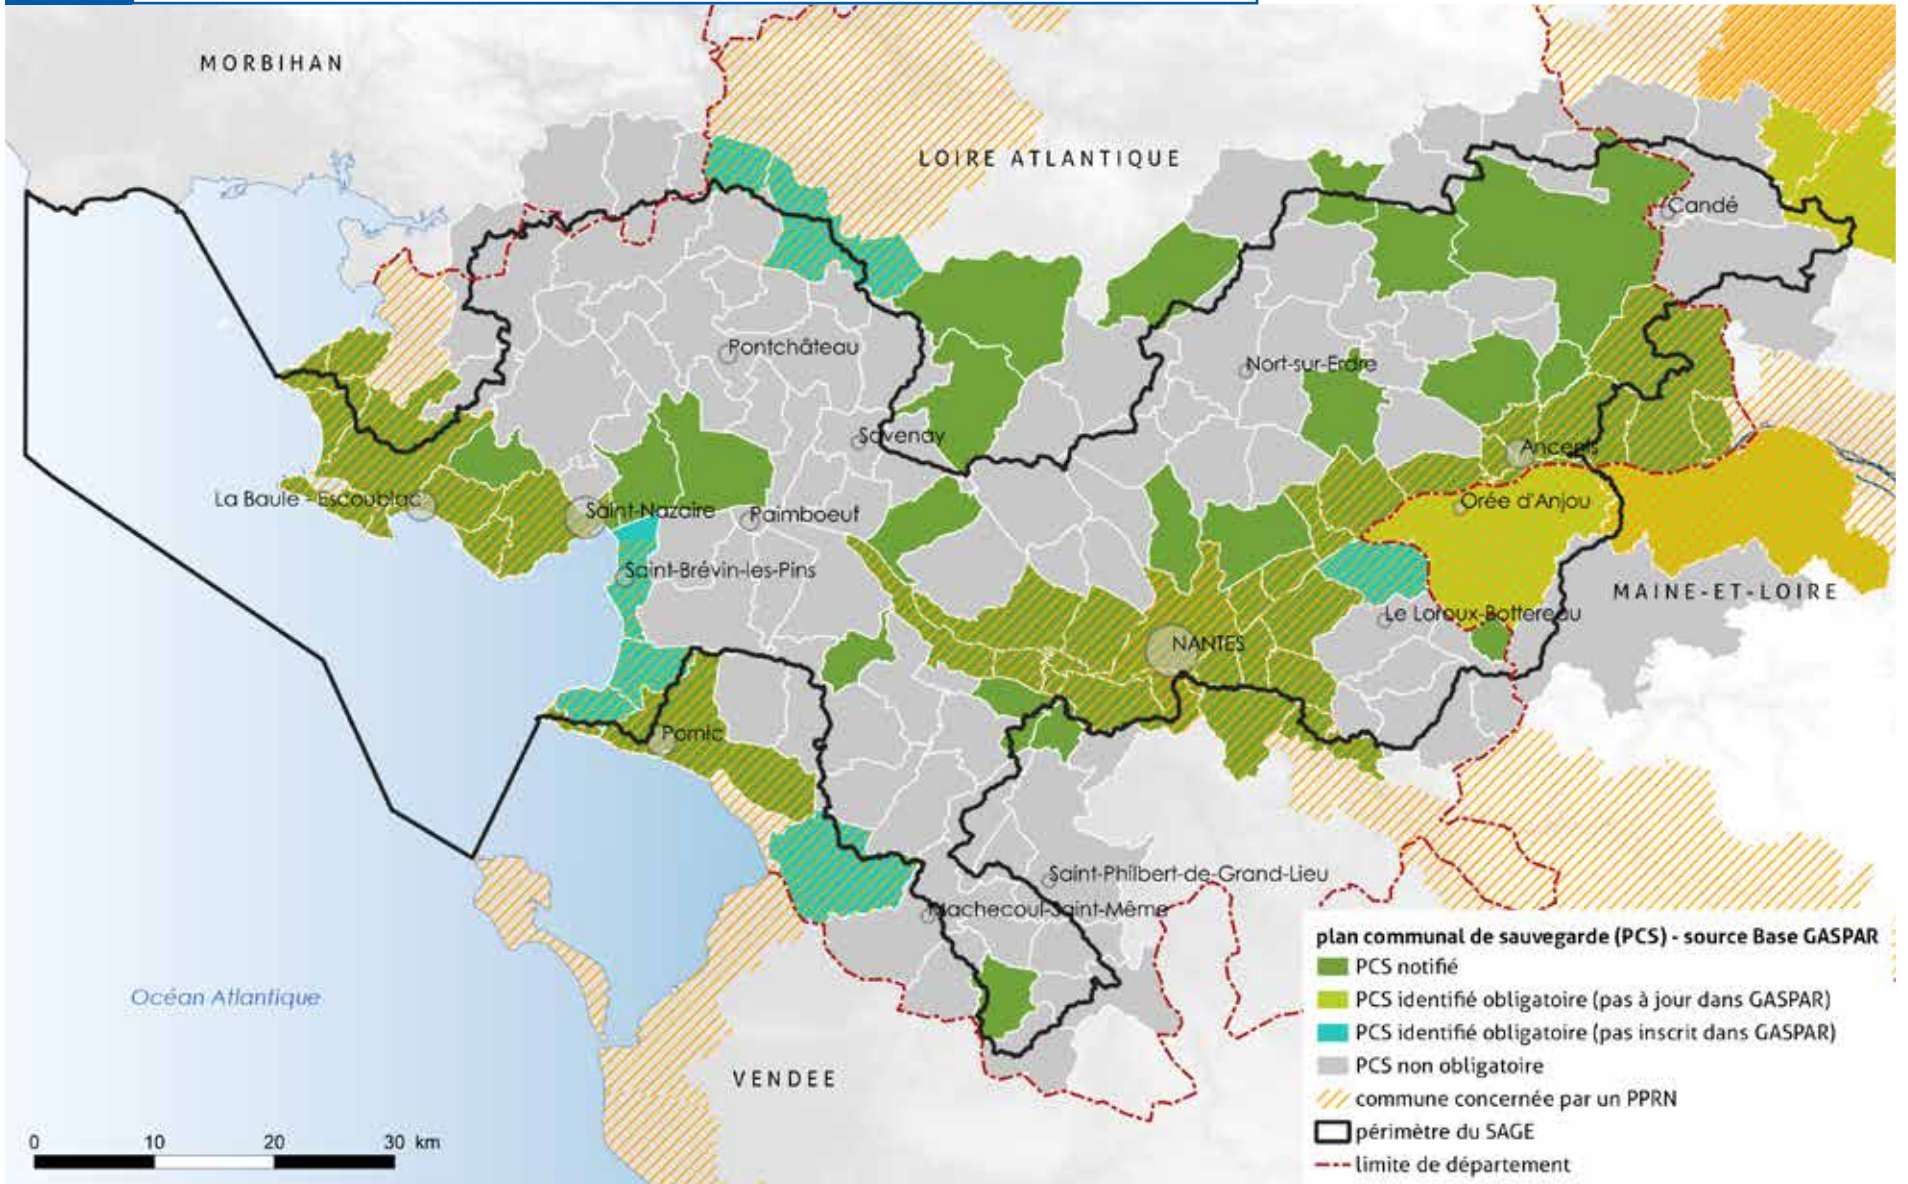 MORBIHAN
LOIRE ATLANTIQUE
Candé
Pontchâteau
Nort-sur-Erdre
Savenay
Ancenis
La Baule - Escoublac
Saint-Nazaire
Paimboeuf
Orée d'Anjou
Saint-Brévin-les-Pins
MAINE-ET-LOIRE
Le Loroux-Bottereau
NANTES
Pornic
Saint-Philbert-de-Grand-Lieu
Machecoul-Saint-Même
Océan Atlantique
VENDEE
plan communal de sauvegarde (PCS) - source Base GASPAR
PCS notifié
PCS identifié obligatoire (pas à jour dans GASPAR)
PCS identifié obligatoire (pas inscrit dans GASPAR)
PCS non obligatoire
commune concernée par un PPRN
périmètre du SAGE
limite de département
0 10 20 30 km